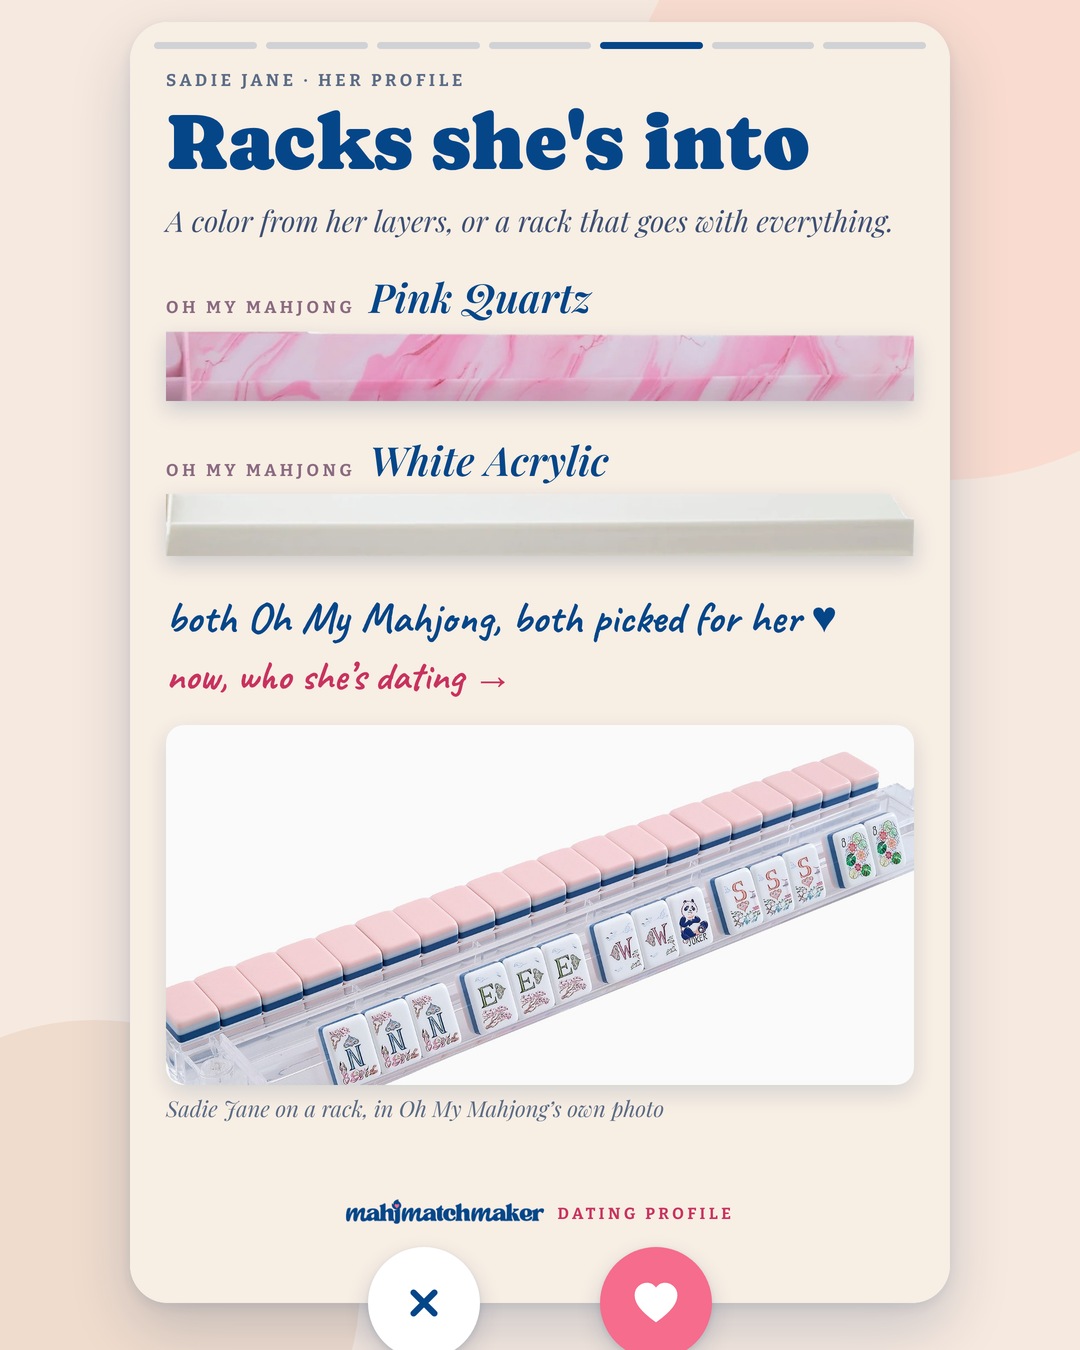 SADIE JANE · HER PROFILE
Racks she's into
A color from her layers, or a rack that goes with everything.
OH MY MAHJONG Pink Quartz
OH MY MAHJONG White Acrylic
both Oh My Mahjong, both picked for her ♥
now, who she's dating →
N N N E E E W W JOKER S S S 8 8
Sadie Jane on a rack, in Oh My Mahjong's own photo
mahjmatchmaker DATING PROFILE